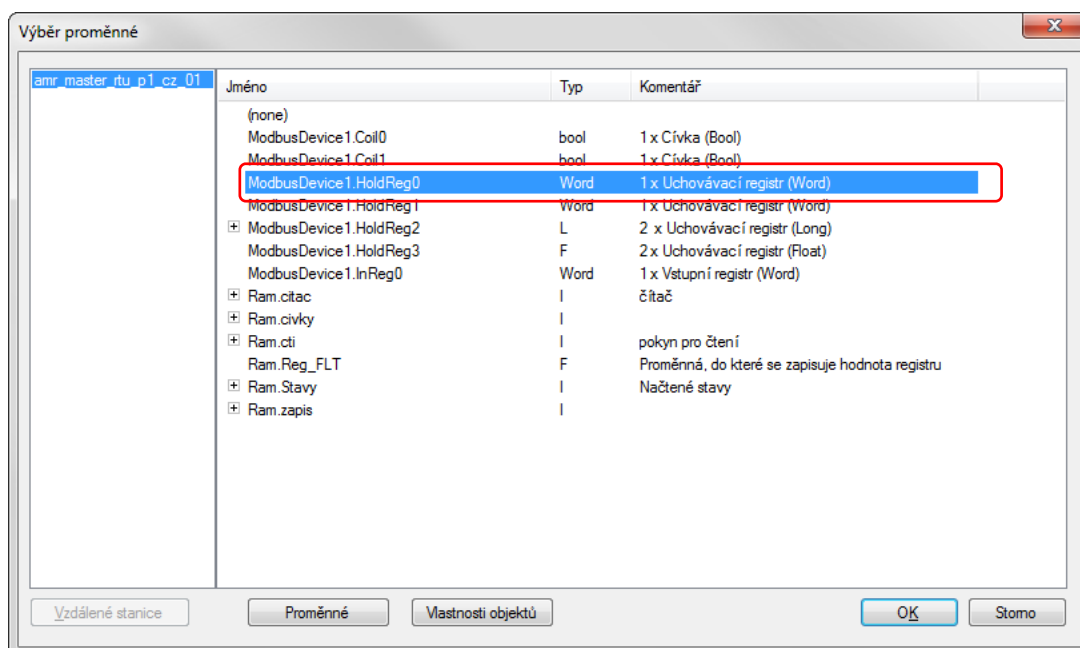 Výběr proměnné
amr_master_rtu_p1_cz_01
Jméno Typ Komentář
(none)
ModbusDevice1.Coil0 bool 1 x Cívka (Bool)
ModbusDevice1.Coil1 bool 1 x Cívka (Bool)
ModbusDevice1.HoldReg0 Word 1 x Uchovávací registr (Word)
ModbusDevice1.HoldReg1 Word 1 x Uchovávací registr (Word)
ModbusDevice1.HoldReg2 L 2 x Uchovávací registr (Long)
ModbusDevice1.HoldReg3 F 2 x Uchovávací registr (Float)
ModbusDevice1.InReg0 Word 1 x Vstupní registr (Word)
Ram.citac I čítač
Ram.civky I
Ram.cti I pokyn pro čtení
Ram.Reg_FLT F Proměnná, do které se zapisuje hodnota registru
Ram.Stavy I Načtené stavy
Ram.zapis I
Vzdálené stanice Proměnné Vlastnosti objektů OK Storno